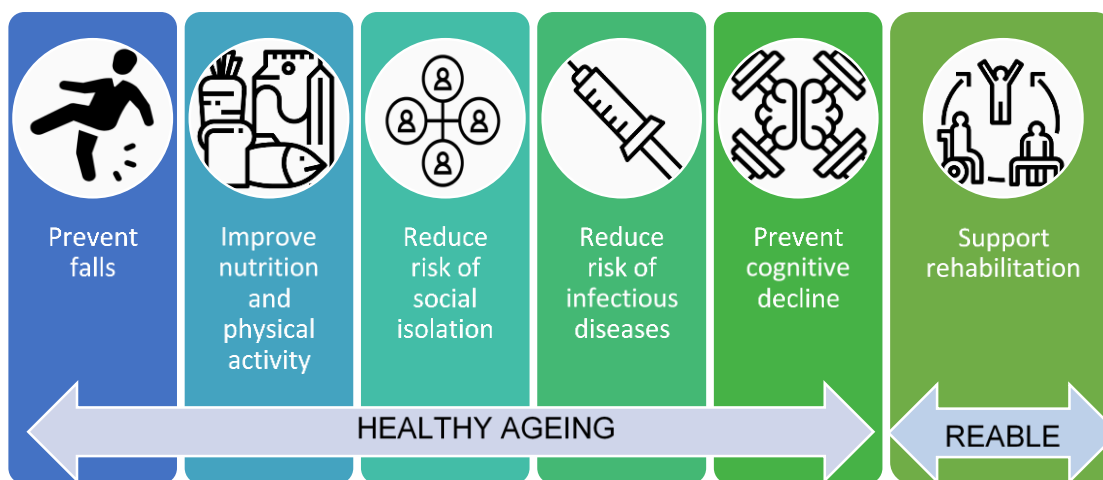 Prevent
falls
Improve
nutrition
and
physical
activity
Reduce
risk of
social
isolation
Reduce
risk of
infectious
diseases
Prevent
cognitive
decline
Support
rehabilitation
HEALTHY AGEING
REABLE